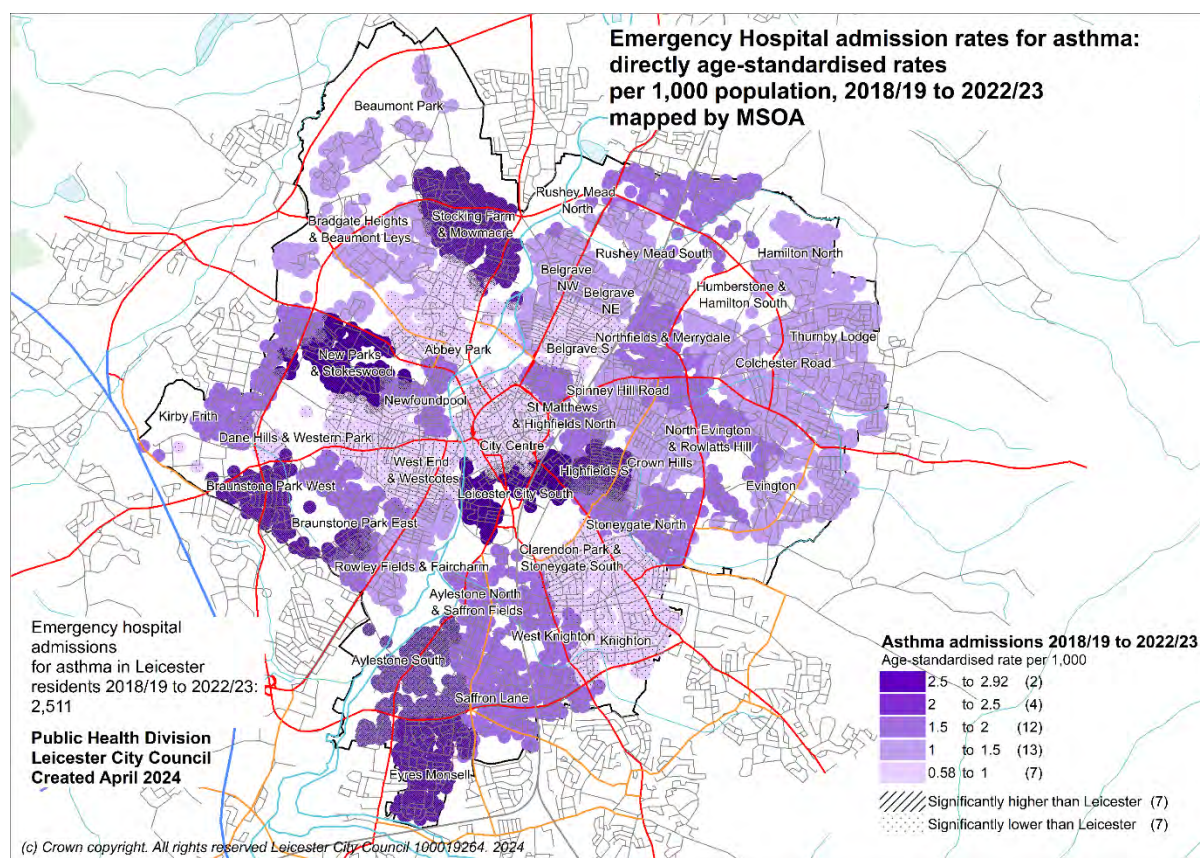 Emergency Hospital admission rates for asthma:
directly age-standardised rates
per 1,000 population, 2018/19 to 2022/23
mapped by MSOA
Beaumont Park
Rushey Mead
North
Stocking Farm
& Mowmacre
Bradgate Heights
& Beaumont Leys
Rushey Mead South
Hamilton North
Belgrave
NW
Belgrave
NE
Humberstone &
Hamilton South
Northfields & Merrydale
Thurnby Lodge
Abbey Park
Belgrave S
New Parks
& Stokeswood
Colchester Road
Newfoundpool
Spinney Hill Road
St Matthews
& Highfields North
Kirby Frith
Dane Hills & Western Park
City Centre
North Evington
& Rowlatts Hill
West End
& Westcotes
Highfields S
Crown Hills
Braunstone Park West
Leicester City South
Evington
Braunstone Park East
Stoneygate North
Rowley Fields & Faircharm
Clarendon Park &
Stoneygate South
Aylestone North
& Saffron Fields
West Knighton
Knighton
Aylestone South
Saffron Lane
Eyres Monsell
Emergency hospital
admissions
for asthma in Leicester
residents 2018/19 to 2022/23:
2,511
Public Health Division
Leicester City Council
Created April 2024
Asthma admissions 2018/19 to 2022/23
Age-standardised rate per 1,000
2.5 to 2.92 (2)
2 to 2.5 (4)
1.5 to 2 (12)
1 to 1.5 (13)
0.58 to 1 (7)
Significantly higher than Leicester (7)
Significantly lower than Leicester (7)
(c) Crown copyright. All rights reserved Leicester City Council 100019264. 2024